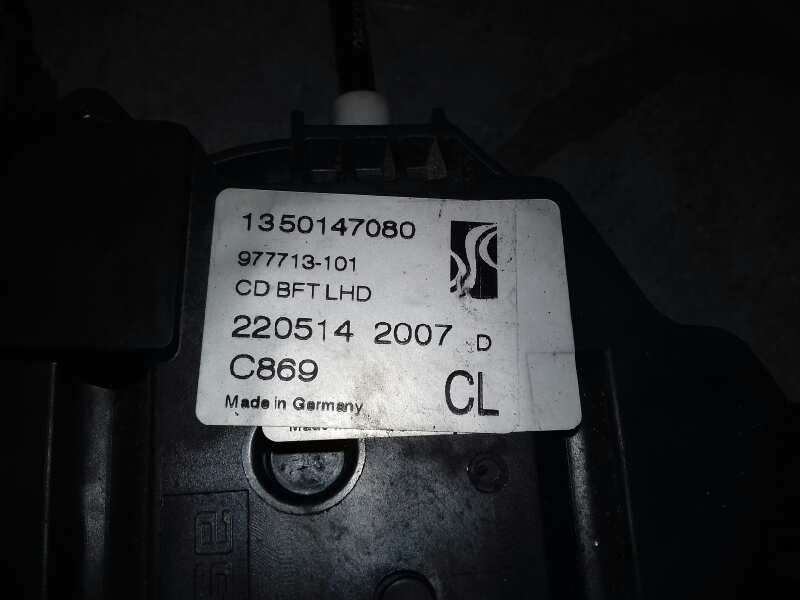 1350147080
977713-101
CD BFT LHD
220514 2007 D
C869
CL
Made in Germany